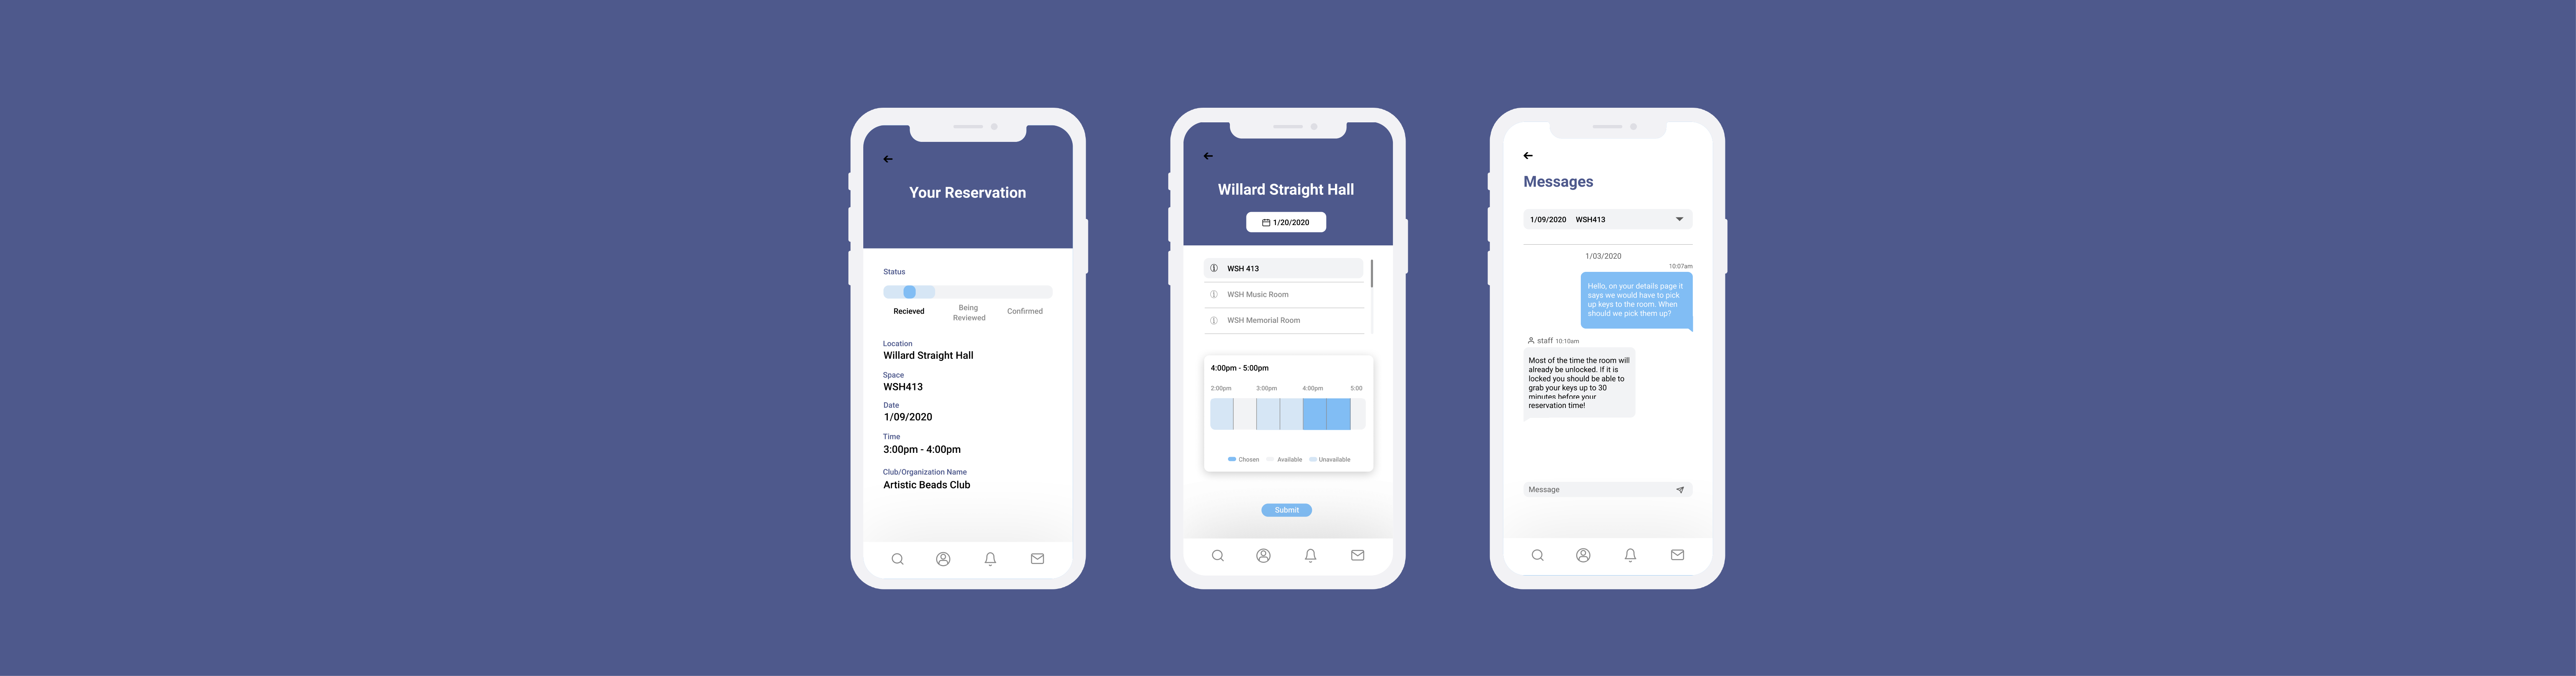 Your Reservation
Status
Recieved
Being
Reviewed
Confirmed
Location
Willard Straight Hall
Space
WSH413
Date
1/09/2020
Time
3:00pm - 4:00pm
Club/Organization Name
Artistic Beads Club
Willard Straight Hall
1/20/2020
WSH 413
WSH Music Room
WSH Memorial Room
4:00pm - 5:00pm
2:00pm 3:00pm 4:00pm 5:00
Chosen Available Unavailable
Submit
Messages
1/09/2020 WSH413
1/03/2020
10:07am
Hello, on your details page it
says we would have to pick
up keys to the room. When
should we pick them up?
staff 10:10am
Most of the time the room will
already be unlocked. If it is
locked you should be able to
grab your keys up to 30
minutes before your
reservation time!
Message